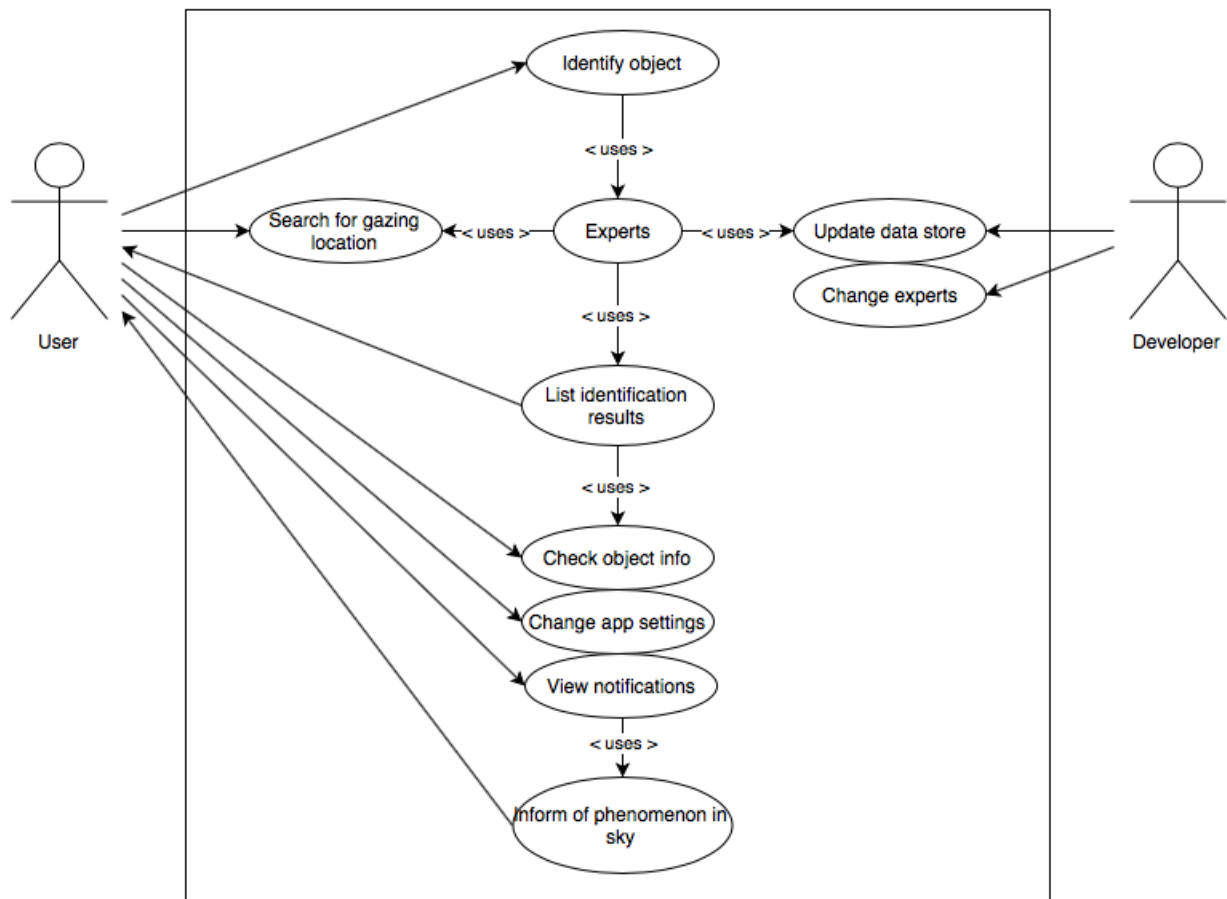 Identify object
< uses >
Search for gazing
location
< uses >
Experts
< uses >
Update data store
Change experts
User
Developer
< uses >
List identification
results
< uses >
Check object info
Change app settings
View notifications
< uses >
Inform of phenomenon in
sky